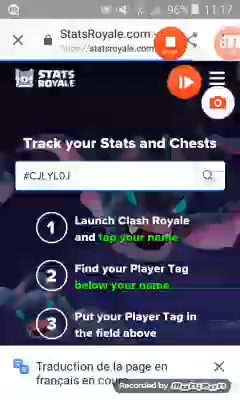 96% 11:17
StatsRoyale.com
https://statsroyale.com
STATS
ROYALE
Track your Stats and Chests
#CJLYL0J
1 Launch Clash Royale
and tap your name
2 Find your Player Tag
below your name
3 Put your Player Tag in
the field above
Traduction de la page en
français en cours
Recorded by